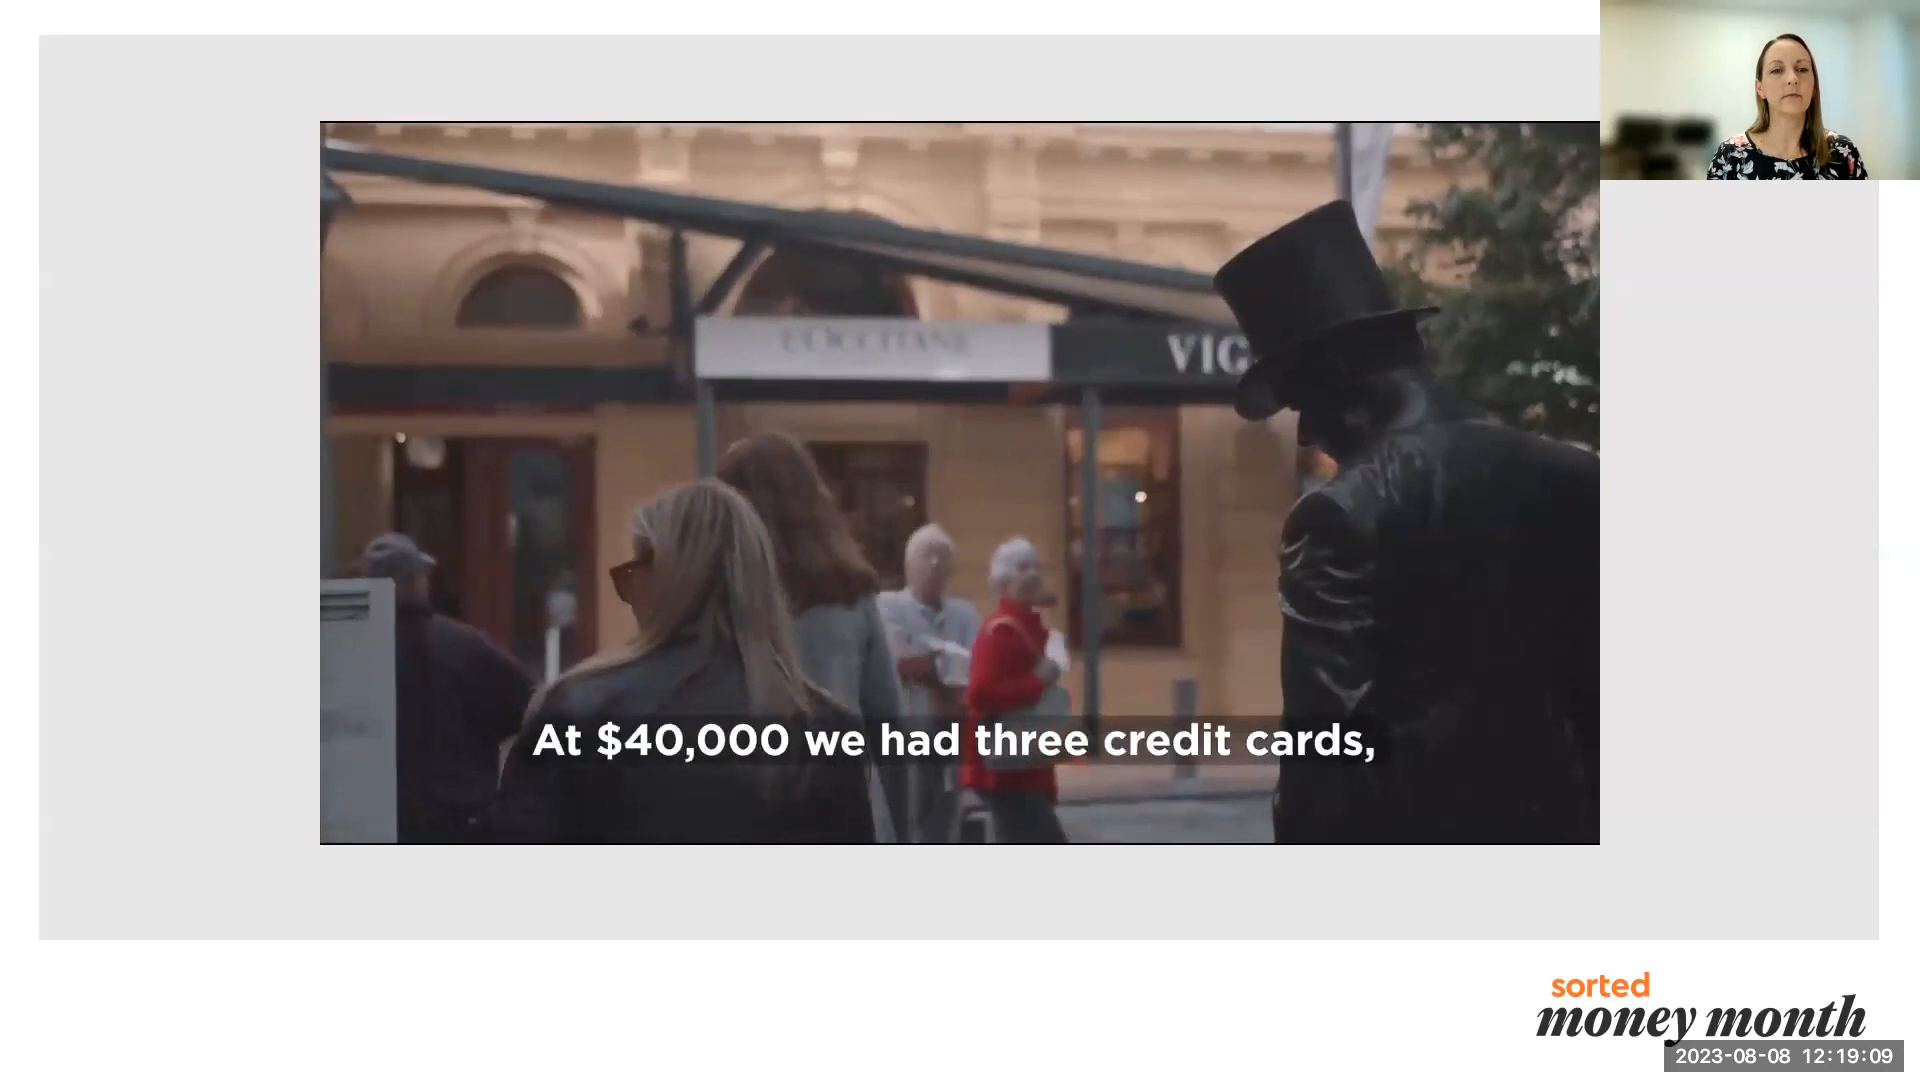 L'OCCITANE
VIC
At $40,000 we had three credit cards,
sorted
money month
2023-08-08 12:19:09